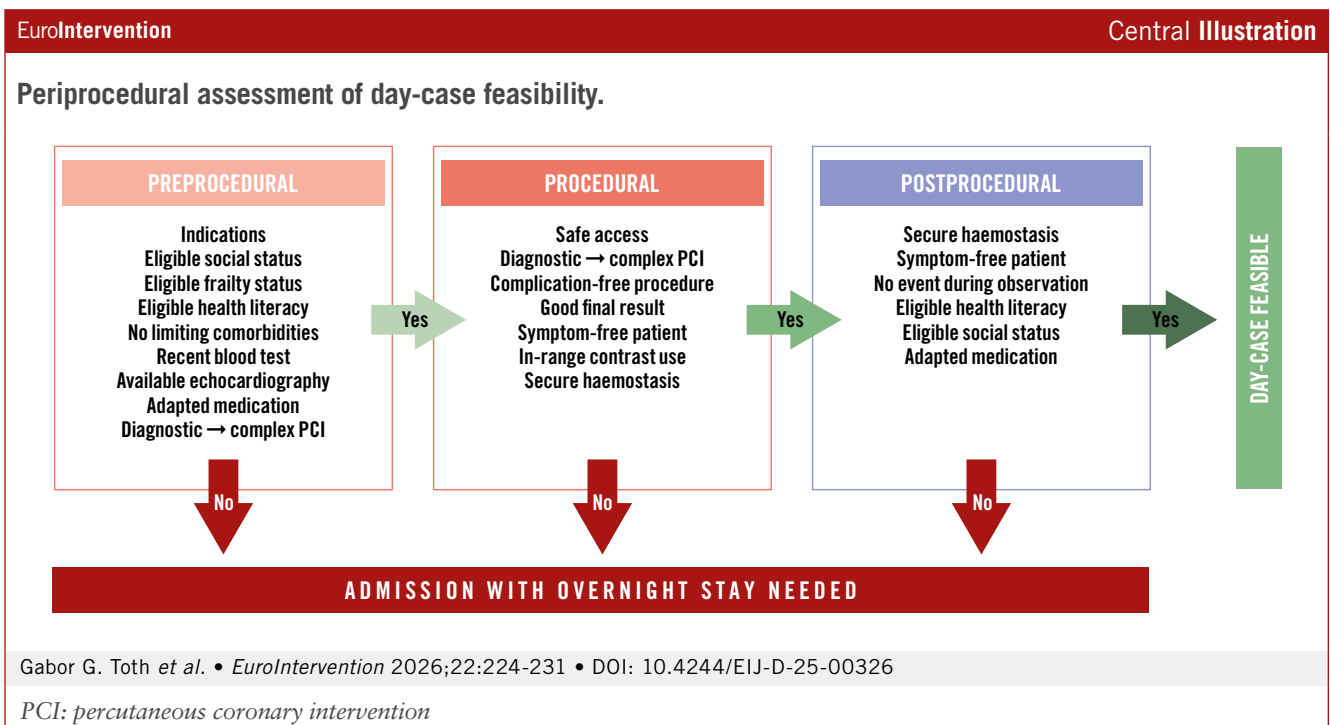 EuroIntervention
Central Illustration
Periprocedural assessment of day-case feasibility.
PREPROCEDURAL
Indications
Eligible social status
Eligible frailty status
Eligible health literacy
No limiting comorbidities
Recent blood test
Available echocardiography
Adapted medication
Diagnostic → complex PCI
Yes
No
PROCEDURAL
Safe access
Diagnostic → complex PCI
Complication-free procedure
Good final result
Symptom-free patient
In-range contrast use
Secure haemostasis
Yes
No
POSTPROCEDURAL
Secure haemostasis
Symptom-free patient
No event during observation
Eligible health literacy
Eligible social status
Adapted medication
Yes
No
DAY-CASE FEASIBLE
ADMISSION WITH OVERNIGHT STAY NEEDED
Gabor G. Toth et al. • EuroIntervention 2026;22:224-231 • DOI: 10.4244/EIJ-D-25-00326
PCI: percutaneous coronary intervention